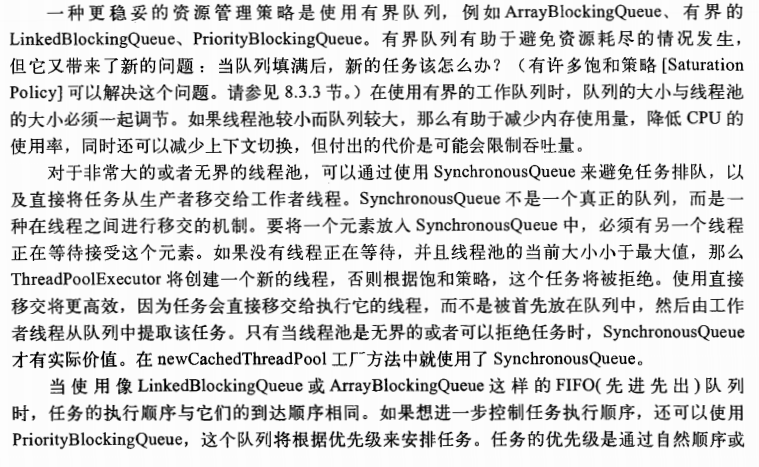 一种更稳妥的资源管理策略是使用有界队列，例如 ArrayBlockingQueue、有界的
LinkedBlockingQueue、PriorityBlockingQueue。有界队列有助于避免资源耗尽的情况发生，
但它又带来了新的问题：当队列填满后，新的任务该怎么办？（有许多饱和策略 [Saturation
Policy] 可以解决这个问题。请参见 8.3.3 节。）在使用有界的工作队列时，队列的大小与线程池
的大小必须一起调节。如果线程池较小而队列较大，那么有助于减少内存使用量，降低 CPU 的
使用率，同时还可以减少上下文切换，但付出的代价是可能会限制吞吐量。
对于非常大的或者无界的线程池，可以通过使用 SynchronousQueue 来避免任务排队，以
及直接将任务从生产者移交给工作者线程。SynchronousQueue 不是一个真正的队列，而是一
种在线程之间进行移交的机制。要将一个元素放入 SynchronousQueue 中，必须有另一个线程
正在等待接受这个元素。如果没有线程正在等待，并且线程池的当前大小小于最大值，那么
ThreadPoolExecutor 将创建一个新的线程，否则根据饱和策略，这个任务将被拒绝。使用直接
移交将更高效，因为任务会直接移交给执行它的线程，而不是被首先放在队列中，然后由工作
者线程从队列中提取该任务。只有当线程池是无界的或者可以拒绝任务时，SynchronousQueue
才有实际价值。在 newCachedThreadPool 工厂方法中就使用了 SynchronousQueue。
当使用像 LinkedBlockingQueue 或 ArrayBlockingQueue 这样的 FIFO(先进先出)队列
时，任务的执行顺序与它们的到达顺序相同。如果想进一步控制任务执行顺序，还可以使用
PriorityBlockingQueue，这个队列将根据优先级来安排任务。任务的优先级是通过自然顺序或